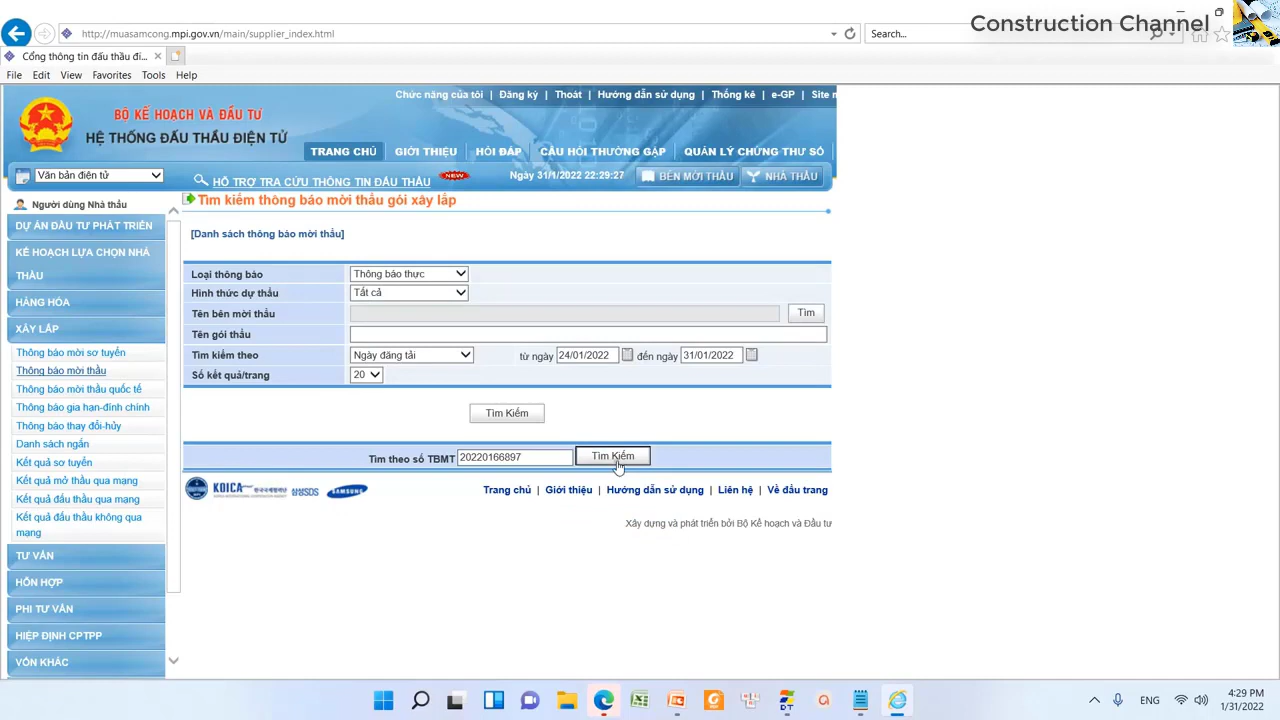 Construction Channel
http://muasamcong.mpi.gov.vn/main/supplier_index.html
Search...
Cổng thông tin đấu thầu đi...
File Edit View Favorites Tools Help
Chức năng của tôi | Đăng ký | Thoát | Hướng dẫn sử dụng | Thống kê | e-GP | Site m
BỘ KẾ HOẠCH VÀ ĐẦU TƯ
HỆ THỐNG ĐẤU THẦU ĐIỆN TỬ
TRANG CHỦ GIỚI THIỆU HỎI ĐÁP CÂU HỎI THƯỜNG GẶP QUẢN LÝ CHỨNG THƯ SỐ
Văn bản điện tử
HỖ TRỢ TRA CỨU THÔNG TIN ĐẤU THẦU NEW
Ngày 31/1/2022 22:29:27
BÊN MỜI THẦU NHÀ THẦU
Người dùng Nhà thầu
DỰ ÁN ĐẦU TƯ PHÁT TRIỂN
KẾ HOẠCH LỰA CHỌN NHÀ
THẦU
HÀNG HÓA
XÂY LẮP
Thông báo mời sơ tuyển
Thông báo mời thầu
Thông báo mời thầu quốc tế
Thông báo gia hạn-đính chính
Thông báo thay đổi-hủy
Danh sách ngắn
Kết quả sơ tuyển
Kết quả mở thầu qua mạng
Kết quả đấu thầu qua mạng
Kết quả đấu thầu không qua
mạng
TƯ VẤN
HỖN HỢP
PHI TƯ VẤN
HIỆP ĐỊNH CPTPP
VỐN KHÁC
Tìm kiếm thông báo mời thầu gói xây lắp
[Danh sách thông báo mời thầu]
Loại thông báo Thông báo thực
Hình thức dự thầu Tất cả
Tên bên mời thầu Tìm
Tên gói thầu
Tìm kiếm theo Ngày đăng tải từ ngày 24/01/2022 đến ngày 31/01/2022
Số kết quả/trang 20
Tìm Kiếm
Tìm theo số TBMT 20220166897 Tìm Kiếm
KOICA SAMSUNG SDS SAMSUNG
Trang chủ | Giới thiệu | Hướng dẫn sử dụng | Liên hệ | Về đầu trang
Xây dựng và phát triển bởi Bộ Kế hoạch và Đầu tư
ENG
4:29 PM
1/31/2022